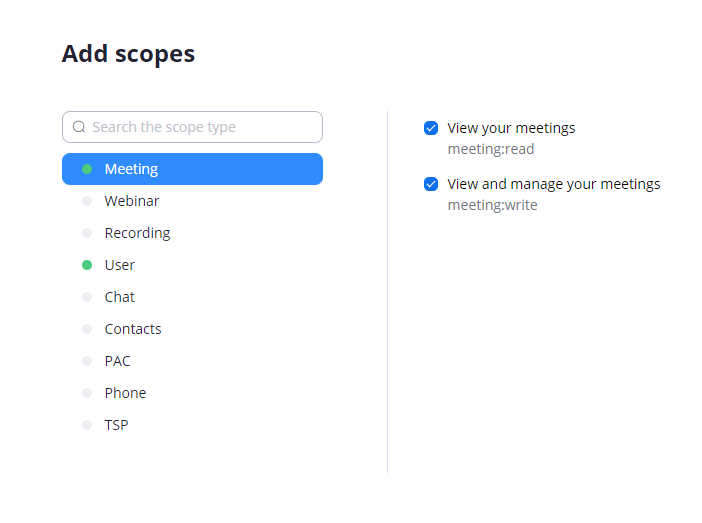 Add scopes
Search the scope type
Meeting
Webinar
Recording
User
Chat
Contacts
PAC
Phone
TSP
View your meetings
meeting:read
View and manage your meetings
meeting:write